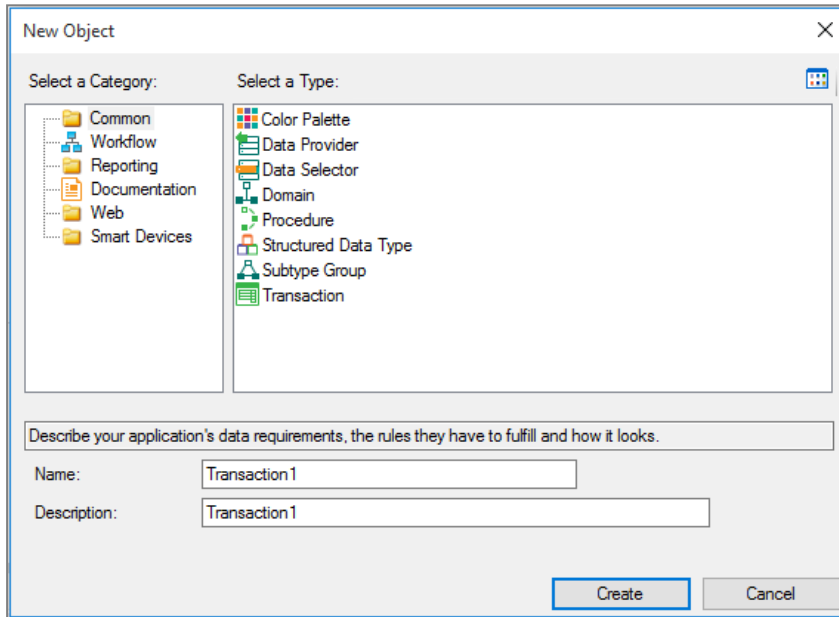 New Object
Select a Category:
Select a Type:
Common
Workflow
Reporting
Documentation
Web
Smart Devices
Color Palette
Data Provider
Data Selector
Domain
Procedure
Structured Data Type
Subtype Group
Transaction
Describe your application's data requirements, the rules they have to fulfill and how it looks.
Name: Transaction1
Description: Transaction1
Create Cancel